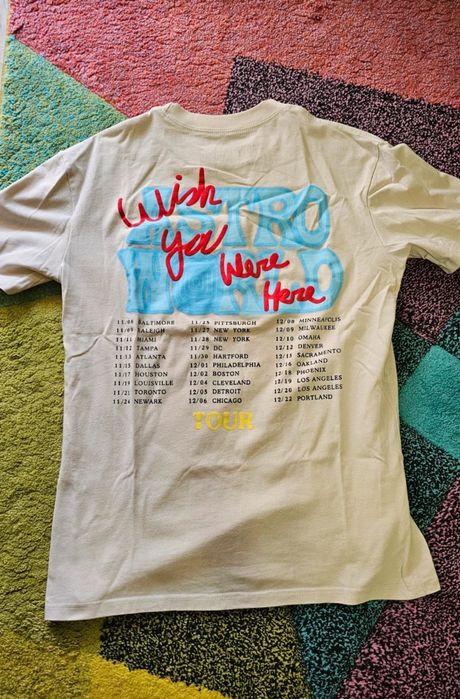 Wish
You
Were
Here
ASTRO
WORLD
11/08 BALTIMORE
11/09 RALEIGH
11/11 MIAMI
11/12 TAMPA
11/13 ATLANTA
11/15 DALLAS
11/17 HOUSTON
11/19 LOUISVILLE
11/21 TORONTO
11/24 NEWARK
11/25 PITTSBURGH
11/27 NEW YORK
11/28 NEW YORK
11/29 DC
11/30 HARTFORD
12/01 PHILADELPHIA
12/02 BOSTON
12/04 CLEVELAND
12/05 DETROIT
12/06 CHICAGO
12/08 MINNEAPOLIS
12/09 MILWAUKEE
12/10 OMAHA
12/12 DENVER
12/15 SACRAMENTO
12/16 OAKLAND
12/18 PHOENIX
12/19 LOS ANGELES
12/20 LOS ANGELES
12/22 PORTLAND
TOUR